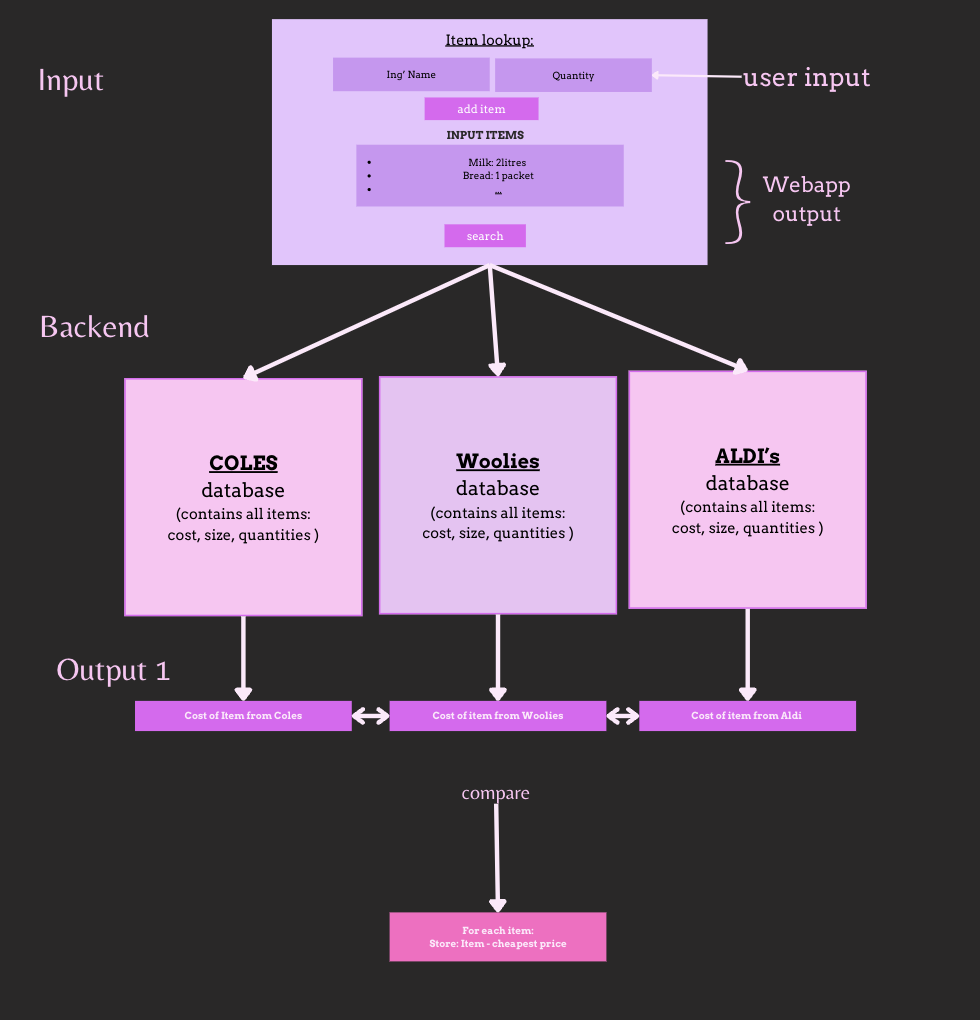 Item lookup:
Input
Ing’ Name
Quantity
user input
add item
INPUT ITEMS
• Milk: 2litres
• Bread: 1 packet
• ...
Webapp
output
search
Backend
COLES
database
(contains all items:
cost, size, quantities )
Woolies
database
(contains all items:
cost, size, quantities )
ALDI’s
database
(contains all items:
cost, size, quantities )
Output 1
Cost of Item from Coles
Cost of item from Woolies
Cost of item from Aldi
compare
For each item:
Store: Item - cheapest price